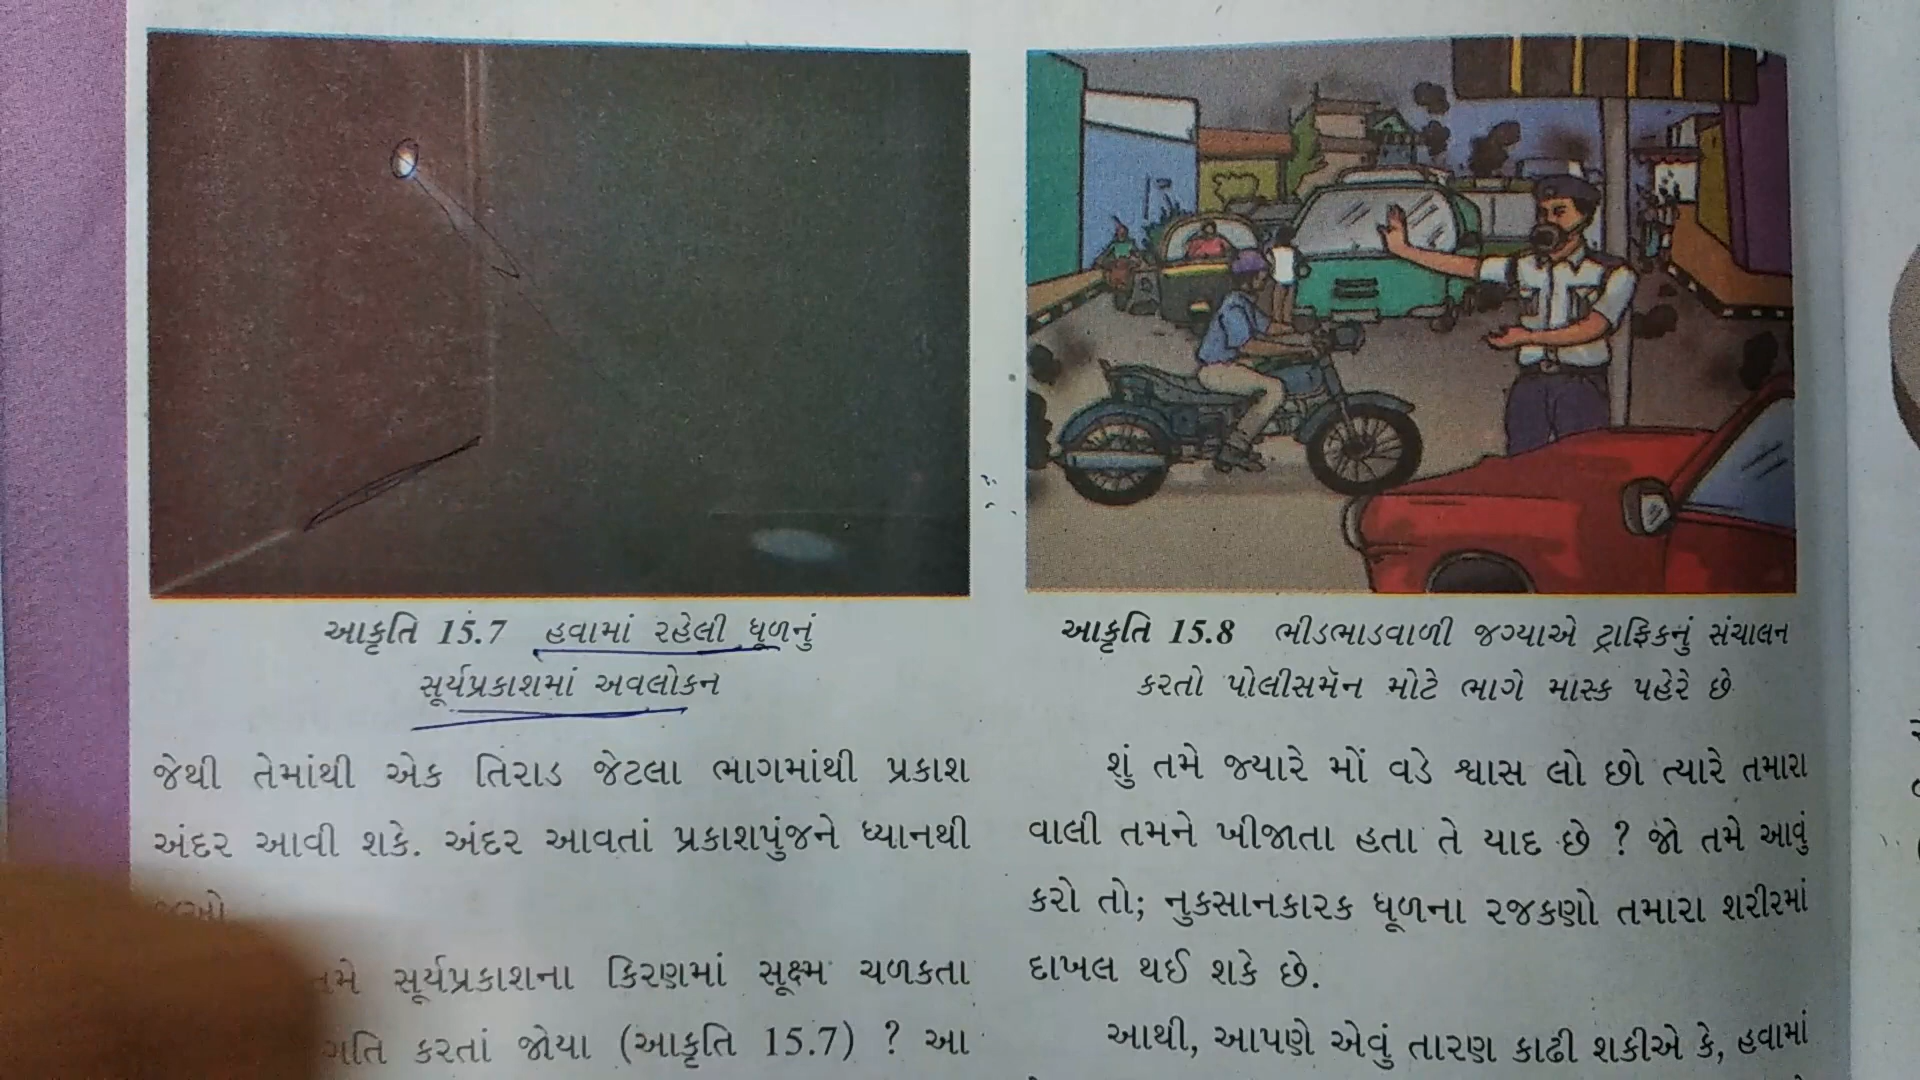 આકૃતિ 15.7 હવામાં રહેલી ધૂળનું
સૂર્યપ્રકાશમાં અવલોકન
જેથી તેમાંથી એક તિરાડ જેટલા ભાગમાંથી પ્રકાશ
અંદર આવી શકે. અંદર આવતાં પ્રકાશપુંજને ધ્યાનથી
સૂર્યપ્રકાશના કિરણમાં સૂક્ષ્મ ચળકતા
ગતિ કરતાં જોયા (આકૃતિ 15.7) ? આ
આકૃતિ 15.8 ભીડભાડવાળી જગ્યાએ ટ્રાફિકનું સંચાલન
કરતો પોલીસમૅન મોટે ભાગે માસ્ક પહેરે છે
શું તમે જ્યારે મોં વડે શ્વાસ લો છો ત્યારે તમારા
વાલી તમને ખીજાતા હતા તે યાદ છે ? જો તમે આવું
કરો તો; નુકસાનકારક ધૂળના રજકણો તમારા શરીરમાં
દાખલ થઈ શકે છે.
આથી, આપણે એવું તારણ કાઢી શકીએ કે, હવામાં